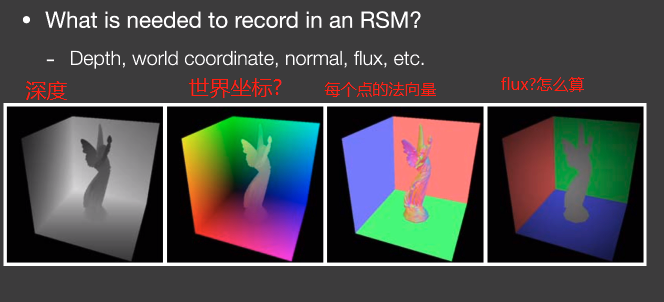 • What is needed to record in an RSM?
- Depth, world coordinate, normal, flux, etc.
深度 世界坐标? 每个点的法向量 flux?怎么算